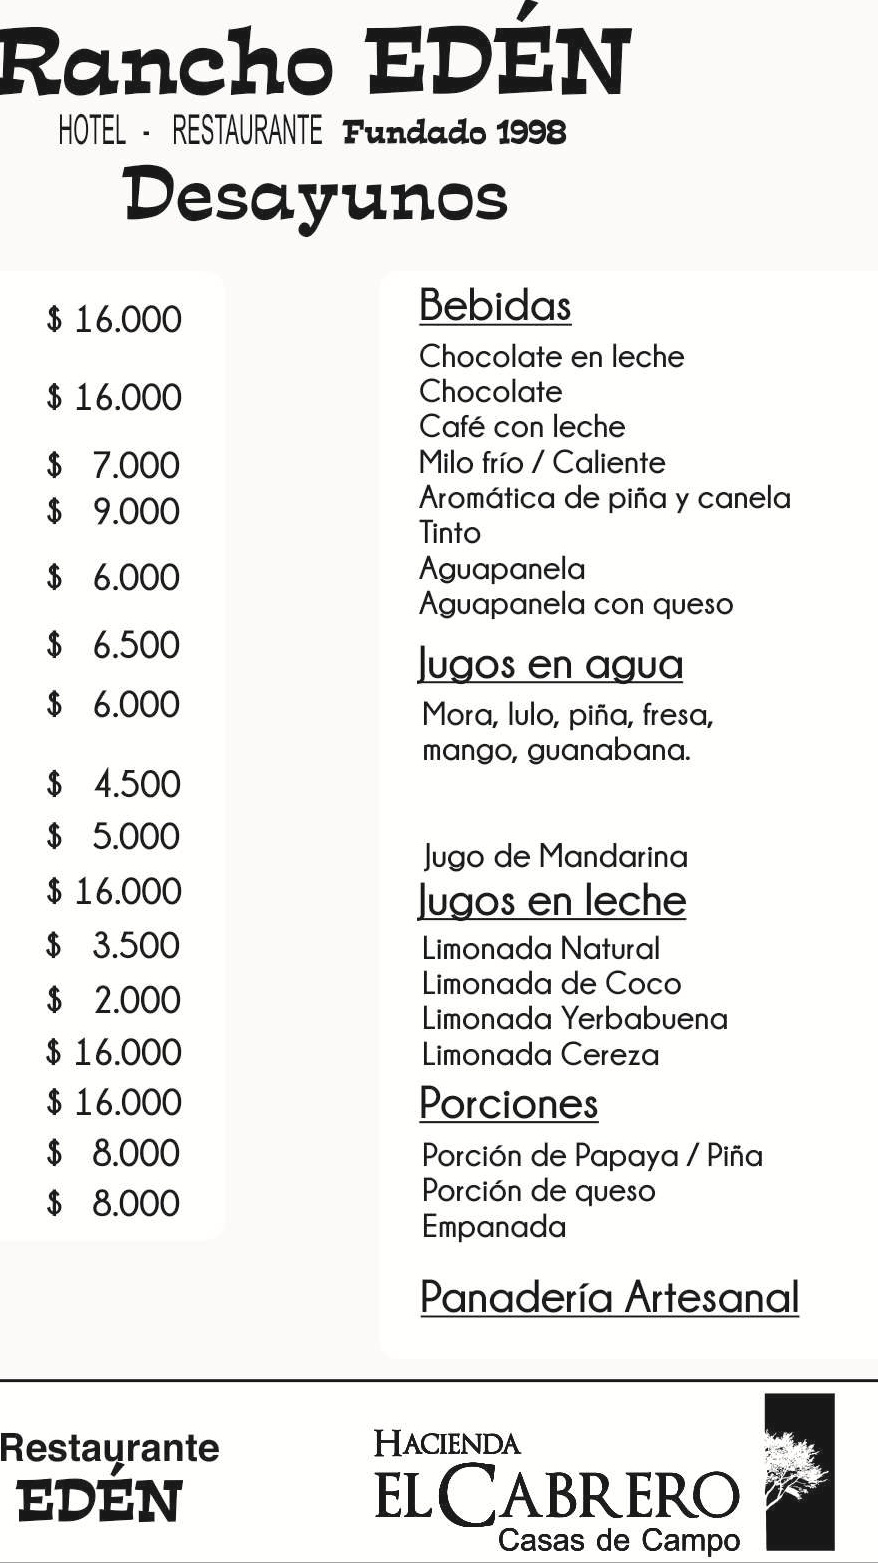 Rancho EDÉN
HOTEL - RESTAURANTE Fundado 1998
Desayunos
$ 16.000
$ 16.000
$ 7.000
$ 9.000
$ 6.000
$ 6.500
$ 6.000
$ 4.500
$ 5.000
$ 16.000
$ 3.500
$ 2.000
$ 16.000
$ 16.000
$ 8.000
$ 8.000
Bebidas
Chocolate en leche
Chocolate
Café con leche
Milo frío / Caliente
Aromática de piña y canela
Tinto
Aguapanela
Aguapanela con queso
Jugos en agua
Mora, lulo, piña, fresa,
mango, guanabana.
Jugo de Mandarina
Jugos en leche
Limonada Natural
Limonada de Coco
Limonada Yerbabuena
Limonada Cereza
Porciones
Porción de Papaya / Piña
Porción de queso
Empanada
Panadería Artesanal
Restaurante
EDÉN
HACIENDA
EL CABRERO
Casas de Campo